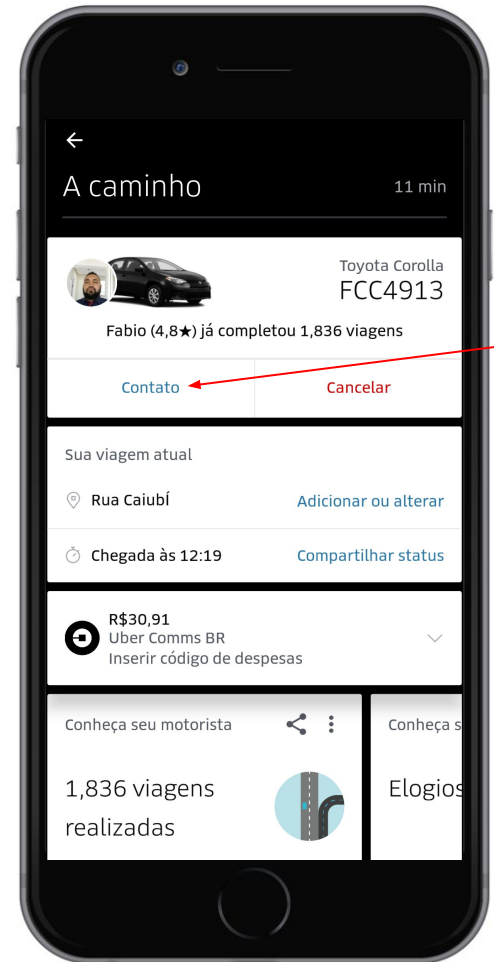 A caminho
11 min
Toyota Corolla
FCC4913
Fabio (4,8★) já completou 1,836 viagens
Contato
Cancelar
Sua viagem atual
Rua Caiubí
Adicionar ou alterar
Chegada às 12:19
Compartilhar status
R$30,91
Uber Comms BR
Inserir código de despesas
Conheça seu motorista
1,836 viagens
realizadas
Conheça s
Elogios